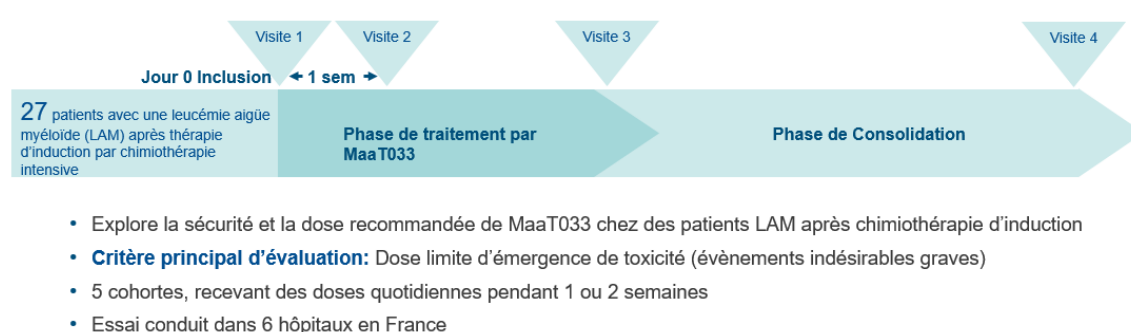 Visite 1
Visite 2
Visite 3
Visite 4
Jour 0 Inclusion
1 sem
27 patients avec une leucémie aigüe
myéloïde (LAM) après thérapie
d'induction par chimiothérapie
intensive
Phase de traitement par
MaaT033
Phase de Consolidation
• Explore la sécurité et la dose recommandée de MaaT033 chez des patients LAM après chimiothérapie d'induction
• Critère principal d'évaluation: Dose limite d'émergence de toxicité (évènements indésirables graves)
• 5 cohortes, recevant des doses quotidiennes pendant 1 ou 2 semaines
• Essai conduit dans 6 hôpitaux en France